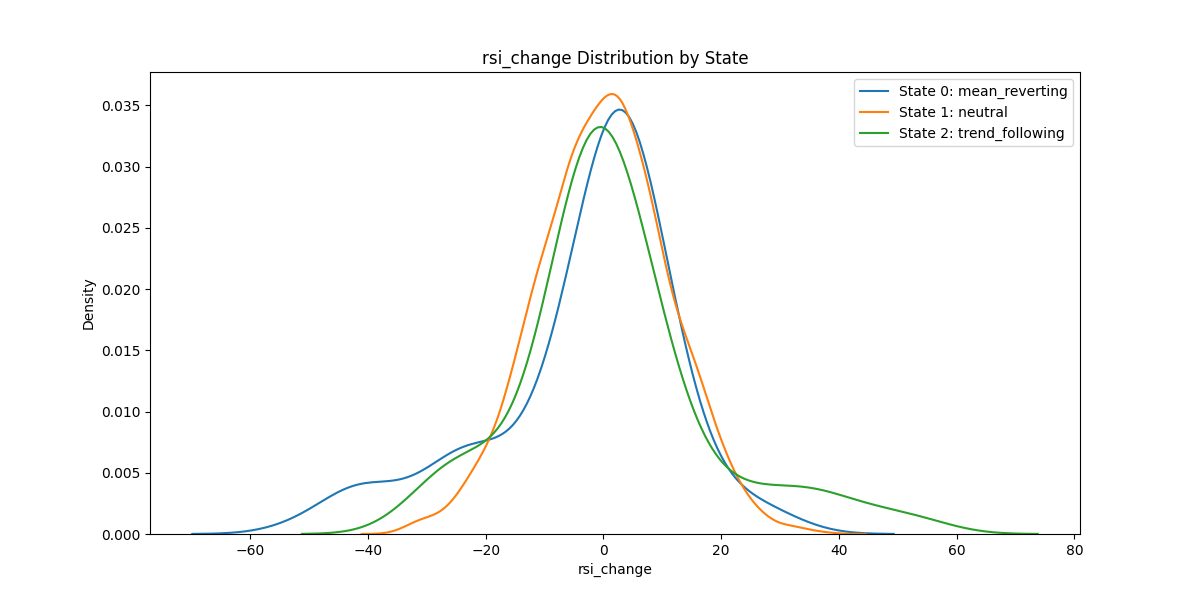 rsi_change Distribution by State
State 0: mean_reverting
State 1: neutral
State 2: trend_following
Density
0.035
0.030
0.025
0.020
0.015
0.010
0.005
0.000
−60
−40
−20
0
20
40
60
80
rsi_change